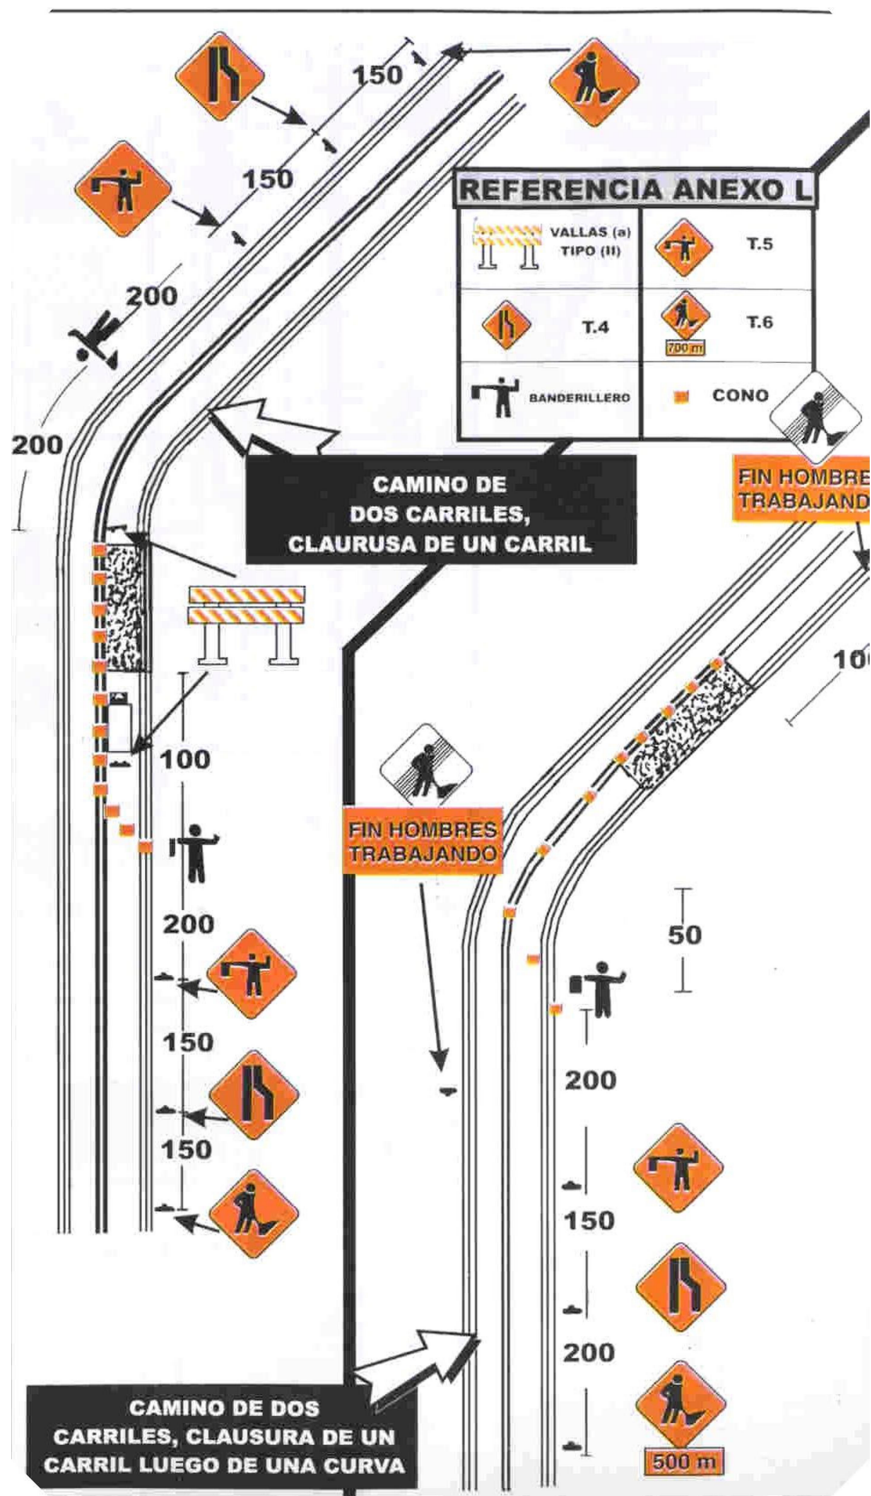 150
150
200
200
REFERENCIA ANEXO L
VALLAS (a)
TIPO (II)
T.5
T.4
T.6
700 m
BANDERILLERO
CONO
CAMINO DE
DOS CARRILES,
CLAURUSA DE UN CARRIL
FIN HOMBRE
TRABAJAND
100
200
150
150
FIN HOMBRES
TRABAJANDO
10
50
200
150
200
500 m
CAMINO DE DOS
CARRILES, CLAUSURA DE UN
CARRIL LUEGO DE UNA CURVA